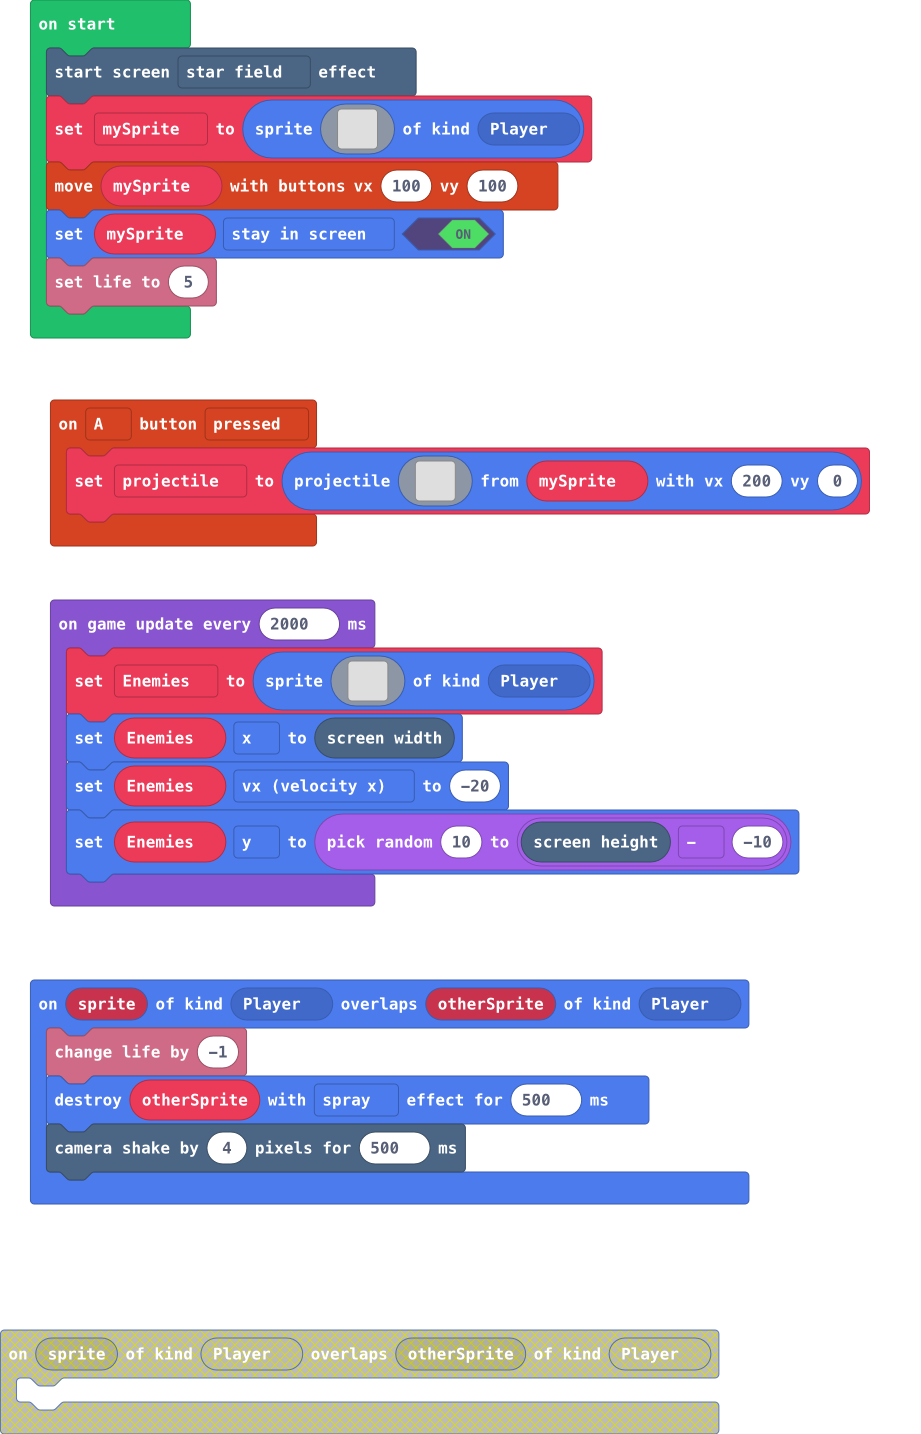 on start
start screen star field effect
set mySprite to sprite of kind Player
move mySprite with buttons vx 100 vy 100
set mySprite stay in screen ON
set life to 5
on A button pressed
set projectile to projectile from mySprite with vx 200 vy 0
on game update every 2000 ms
set Enemies to sprite of kind Player
set Enemies x to screen width
set Enemies vx (velocity x) to −20
set Enemies y to pick random 10 to screen height − −10
on sprite of kind Player overlaps otherSprite of kind Player
change life by −1
destroy otherSprite with spray effect for 500 ms
camera shake by 4 pixels for 500 ms
on sprite of kind Player overlaps otherSprite of kind Player